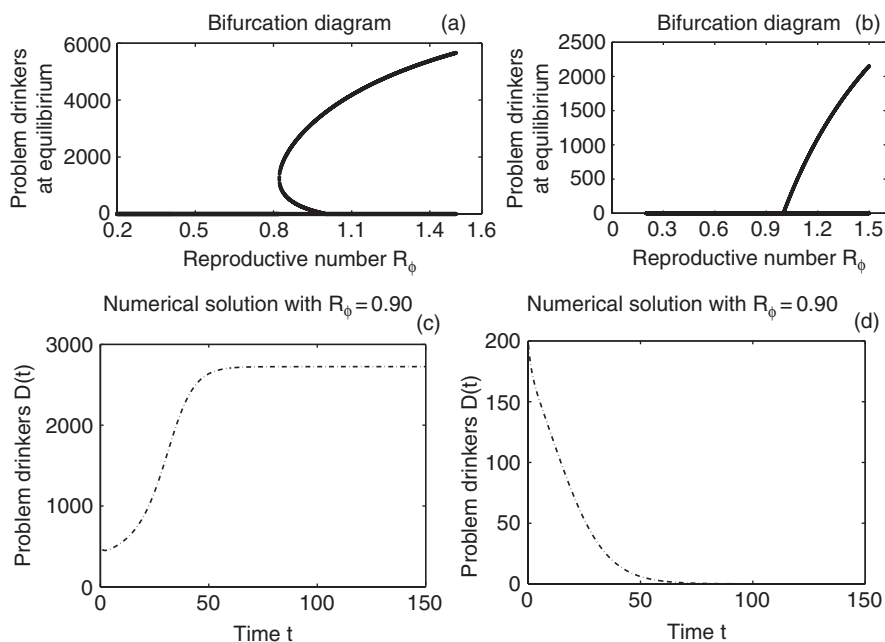 Bifurcation diagram (a)
Problem drinkers
at equilibirium
6000
4000
2000
0
0.2 0.5 0.8 1.1 1.4 1.6
Reproductive number Rϕ
Bifurcation diagram (b)
Problem drinkers
at equilibirium
2500
2000
1500
1000
500
0
0 0.3 0.6 0.9 1.2 1.5
Reproductive number Rϕ
Numerical solution with Rϕ = 0.90
(c)
Problem drinkers D(t)
3000
2000
1000
0
0 50 100 150
Time t
Numerical solution with Rϕ = 0.90
(d)
Problem drinkers D(t)
200
150
100
50
0
0 50 100 150
Time t